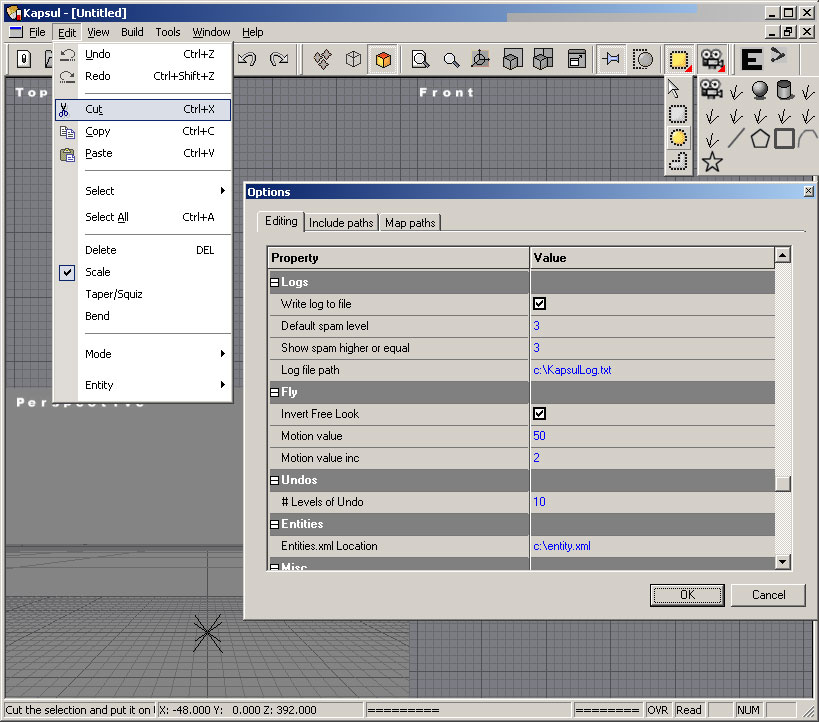 Kapsul - [Untitled]
File Edit View Build Tools Window Help
Undo Ctrl+Z
Redo Ctrl+Shift+Z
Cut Ctrl+X
Copy Ctrl+C
Paste Ctrl+V
Select
Select All Ctrl+A
Delete DEL
Scale
Taper/Squiz
Bend
Mode
Entity
Top
Front
Perspective
Options
Editing Include paths Map paths
Property Value
Logs
Write log to file
Default spam level 3
Show spam higher or equal 3
Log file path c:\KapsulLog.txt
Fly
Invert Free Look
Motion value 50
Motion value inc 2
Undos
# Levels of Undo 10
Entities
Entities.xml Location c:\entity.xml
Misc
OK Cancel
Cut the selection and put it on X: -48.000 Y: 0.000 Z: 392.000 ========= ======== OVR Read NUM